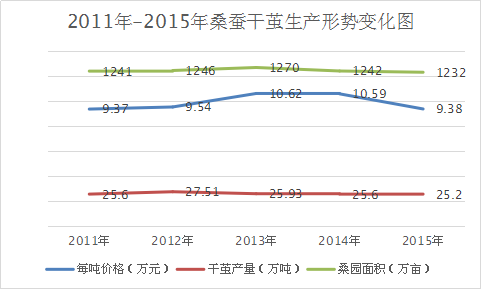 2011年-2015年桑蚕干茧生产形势变化图
1241 1246 1270 1242 1232
9.37 9.54 10.62 10.59 9.38
25.6 27.51 25.93 25.6 25.2
2011年 2012年 2013年 2014年 2015年
每吨价格（万元） 干茧产量（万吨） 桑园面积（万亩）